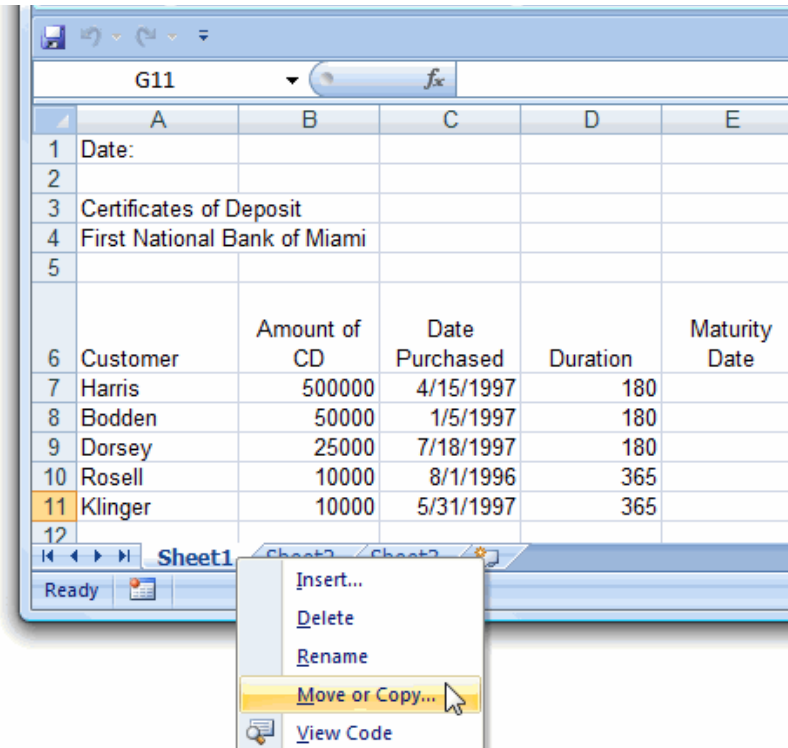 G11 fx
A B C D E
1 Date:
2
3 Certificates of Deposit
4 First National Bank of Miami
5
Amount of Date Maturity
6 Customer CD Purchased Duration Date
7 Harris 500000 4/15/1997 180
8 Bodden 50000 1/5/1997 180
9 Dorsey 25000 7/18/1997 180
10 Rosell 10000 8/1/1996 365
11 Klinger 10000 5/31/1997 365
12
Sheet1 Sheet2 Sheet3
Ready
Insert...
Delete
Rename
Move or Copy...
View Code